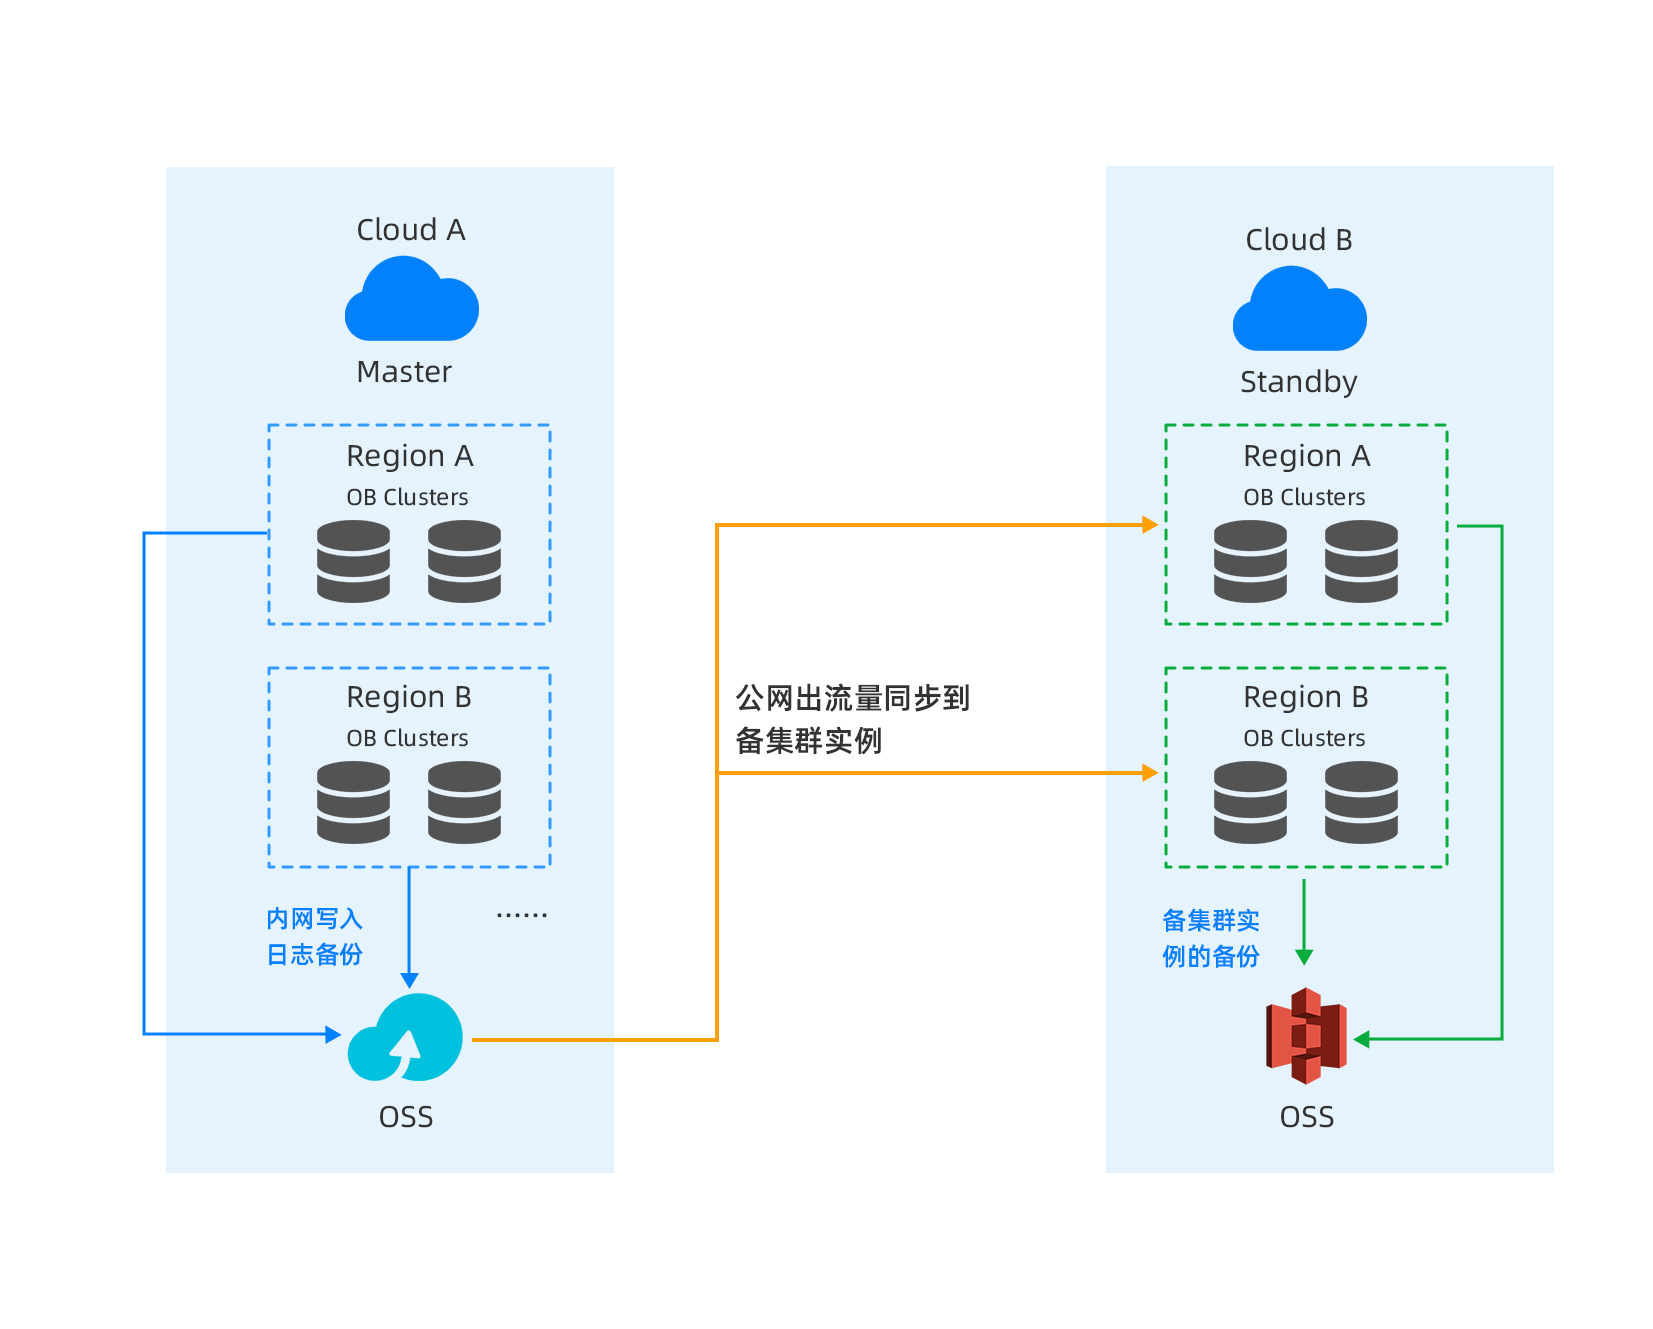 Cloud A
Master
Region A
OB Clusters
Region B
OB Clusters
内网写入
日志备份
......
OSS
公网出流量同步到
备集群实例
Cloud B
Standby
Region A
OB Clusters
Region B
OB Clusters
备集群实
例的备份
OSS